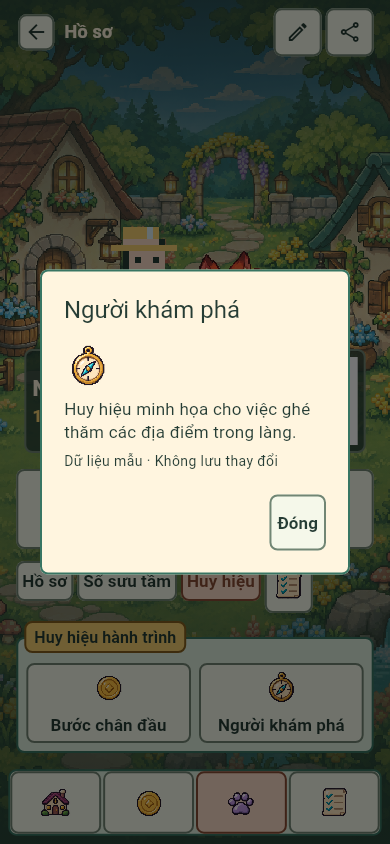 Hồ sơ
Người khám phá
Huy hiệu minh họa cho việc ghé
thăm các địa điểm trong làng.
Dữ liệu mẫu · Không lưu thay đổi
Đóng
Hồ sơ
Sổ sưu tầm
Huy hiệu
Huy hiệu hành trình
Bước chân đầu
Người khám phá